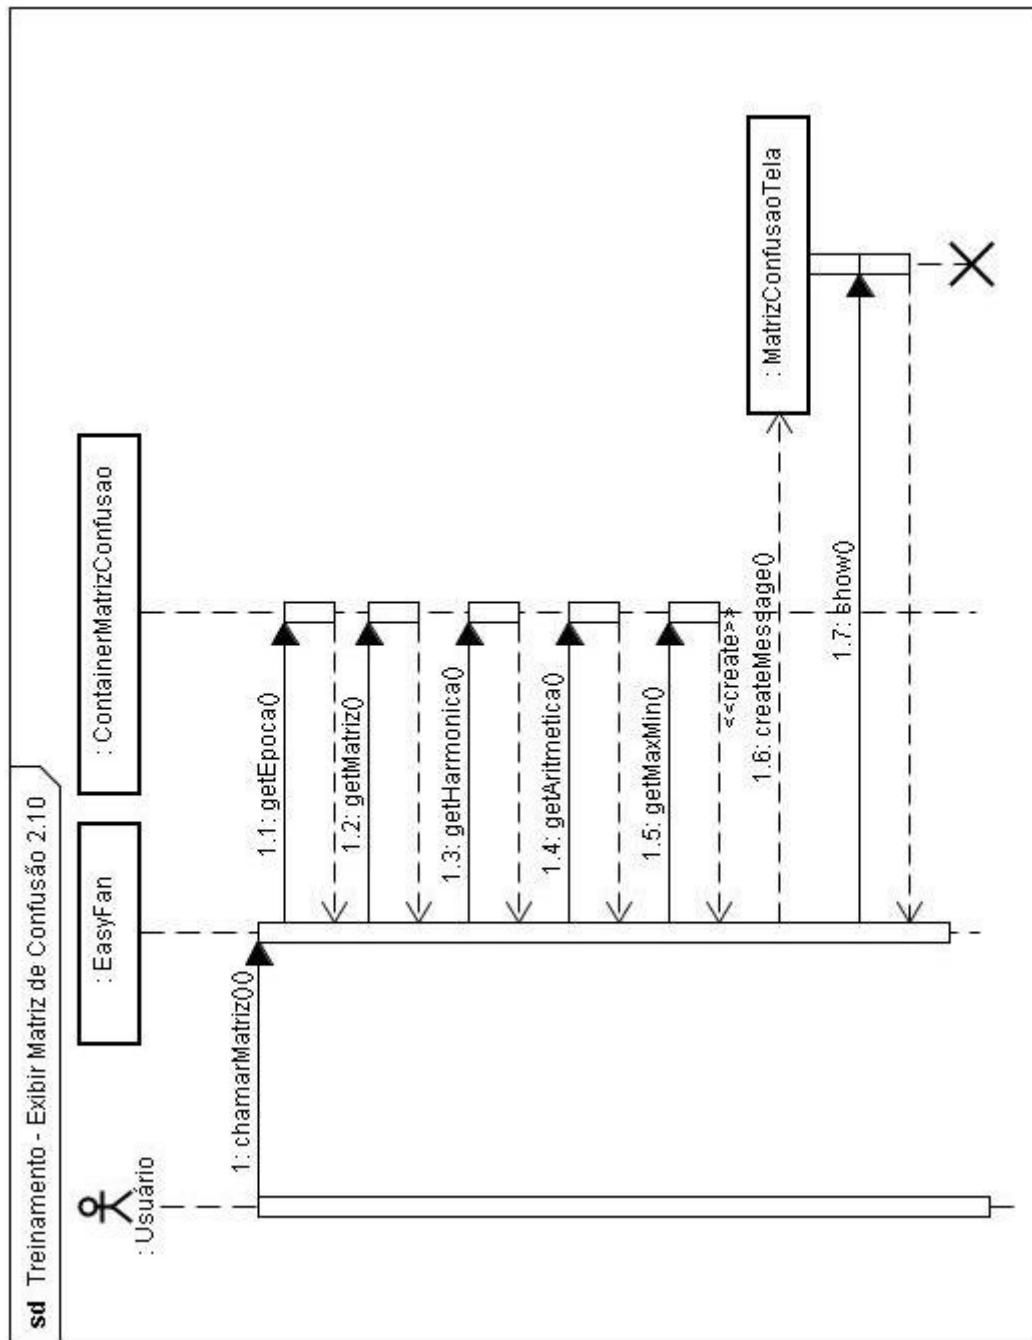 sd Treinamento - Exibir Matriz de Confusão 2.10
: Usuário
: EasyFan
: ContainerMatrizConfusao
1: chamarMatriz()()
1.1: getEpoca()
1.2: getMatriz()
1.3: getHarmonica()
1.4: getAritmetica()
1.5: getMaxMin()
<<create>>
1.6: createMessage()
: MatrizConfusaoTela
1.7: show()